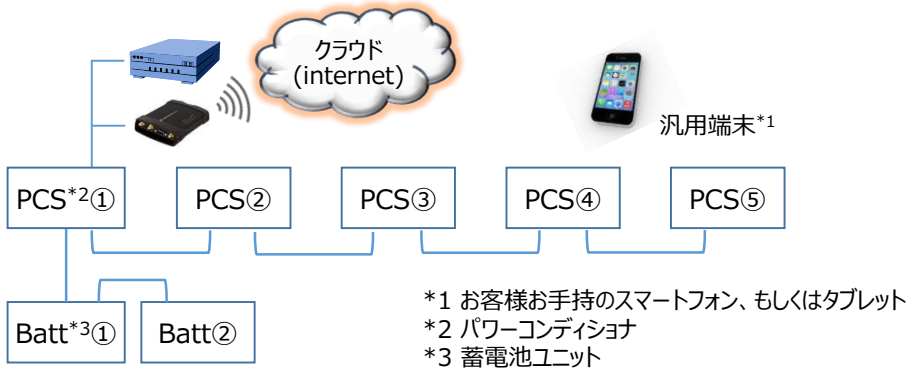 クラウド
(internet)
汎用端末*1
PCS*2①
PCS②
PCS③
PCS④
PCS⑤
Batt*3①
Batt②
*1 お客様お手持のスマートフォン、もしくはタブレット
*2 パワーコンディショナ
*3 蓄電池ユニット